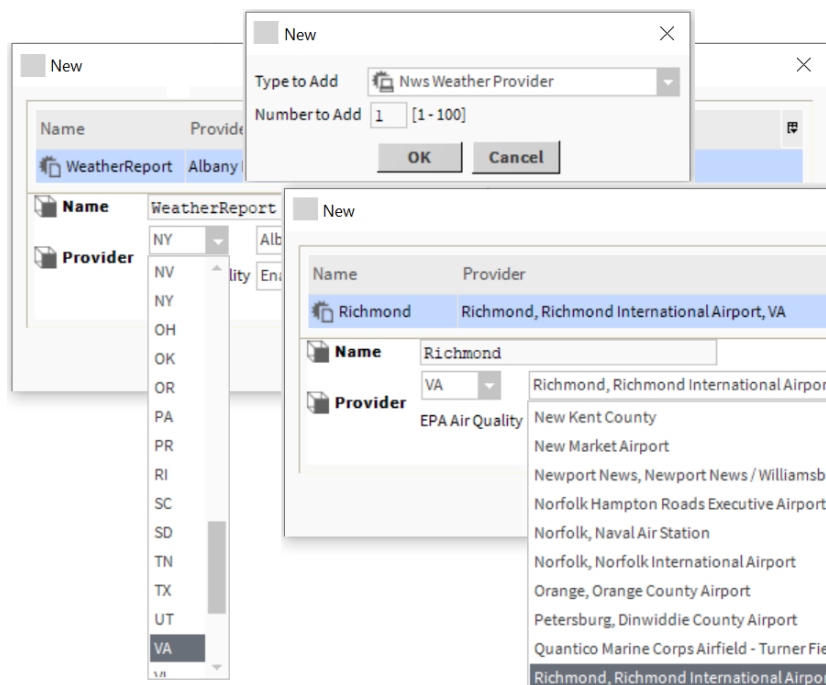 New
Type to Add Nws Weather Provider
Number to Add 1 [1 - 100]
OK Cancel
New
Name
WeatherReport Albany
Name WeatherReport
NY
Provider
NV
NY
OH
OK
OR
PA
PR
RI
SC
SD
TN
TX
UT
VA
New
Name Provider
Richmond Richmond, Richmond International Airport, VA
Name Richmond
VA Richmond, Richmond International
Provider
EPA Air Quality
New Kent County
New Market Airport
Newport News, Newport News /
Norfolk Hampton Roads Executive Airport
Norfolk, Naval Air Station
Norfolk, Norfolk International Airport
Orange, Orange County Airport
Petersburg, Dinwiddie County Airport
Quantico Marine Corps Airfield - Turner
Richmond, Richmond International